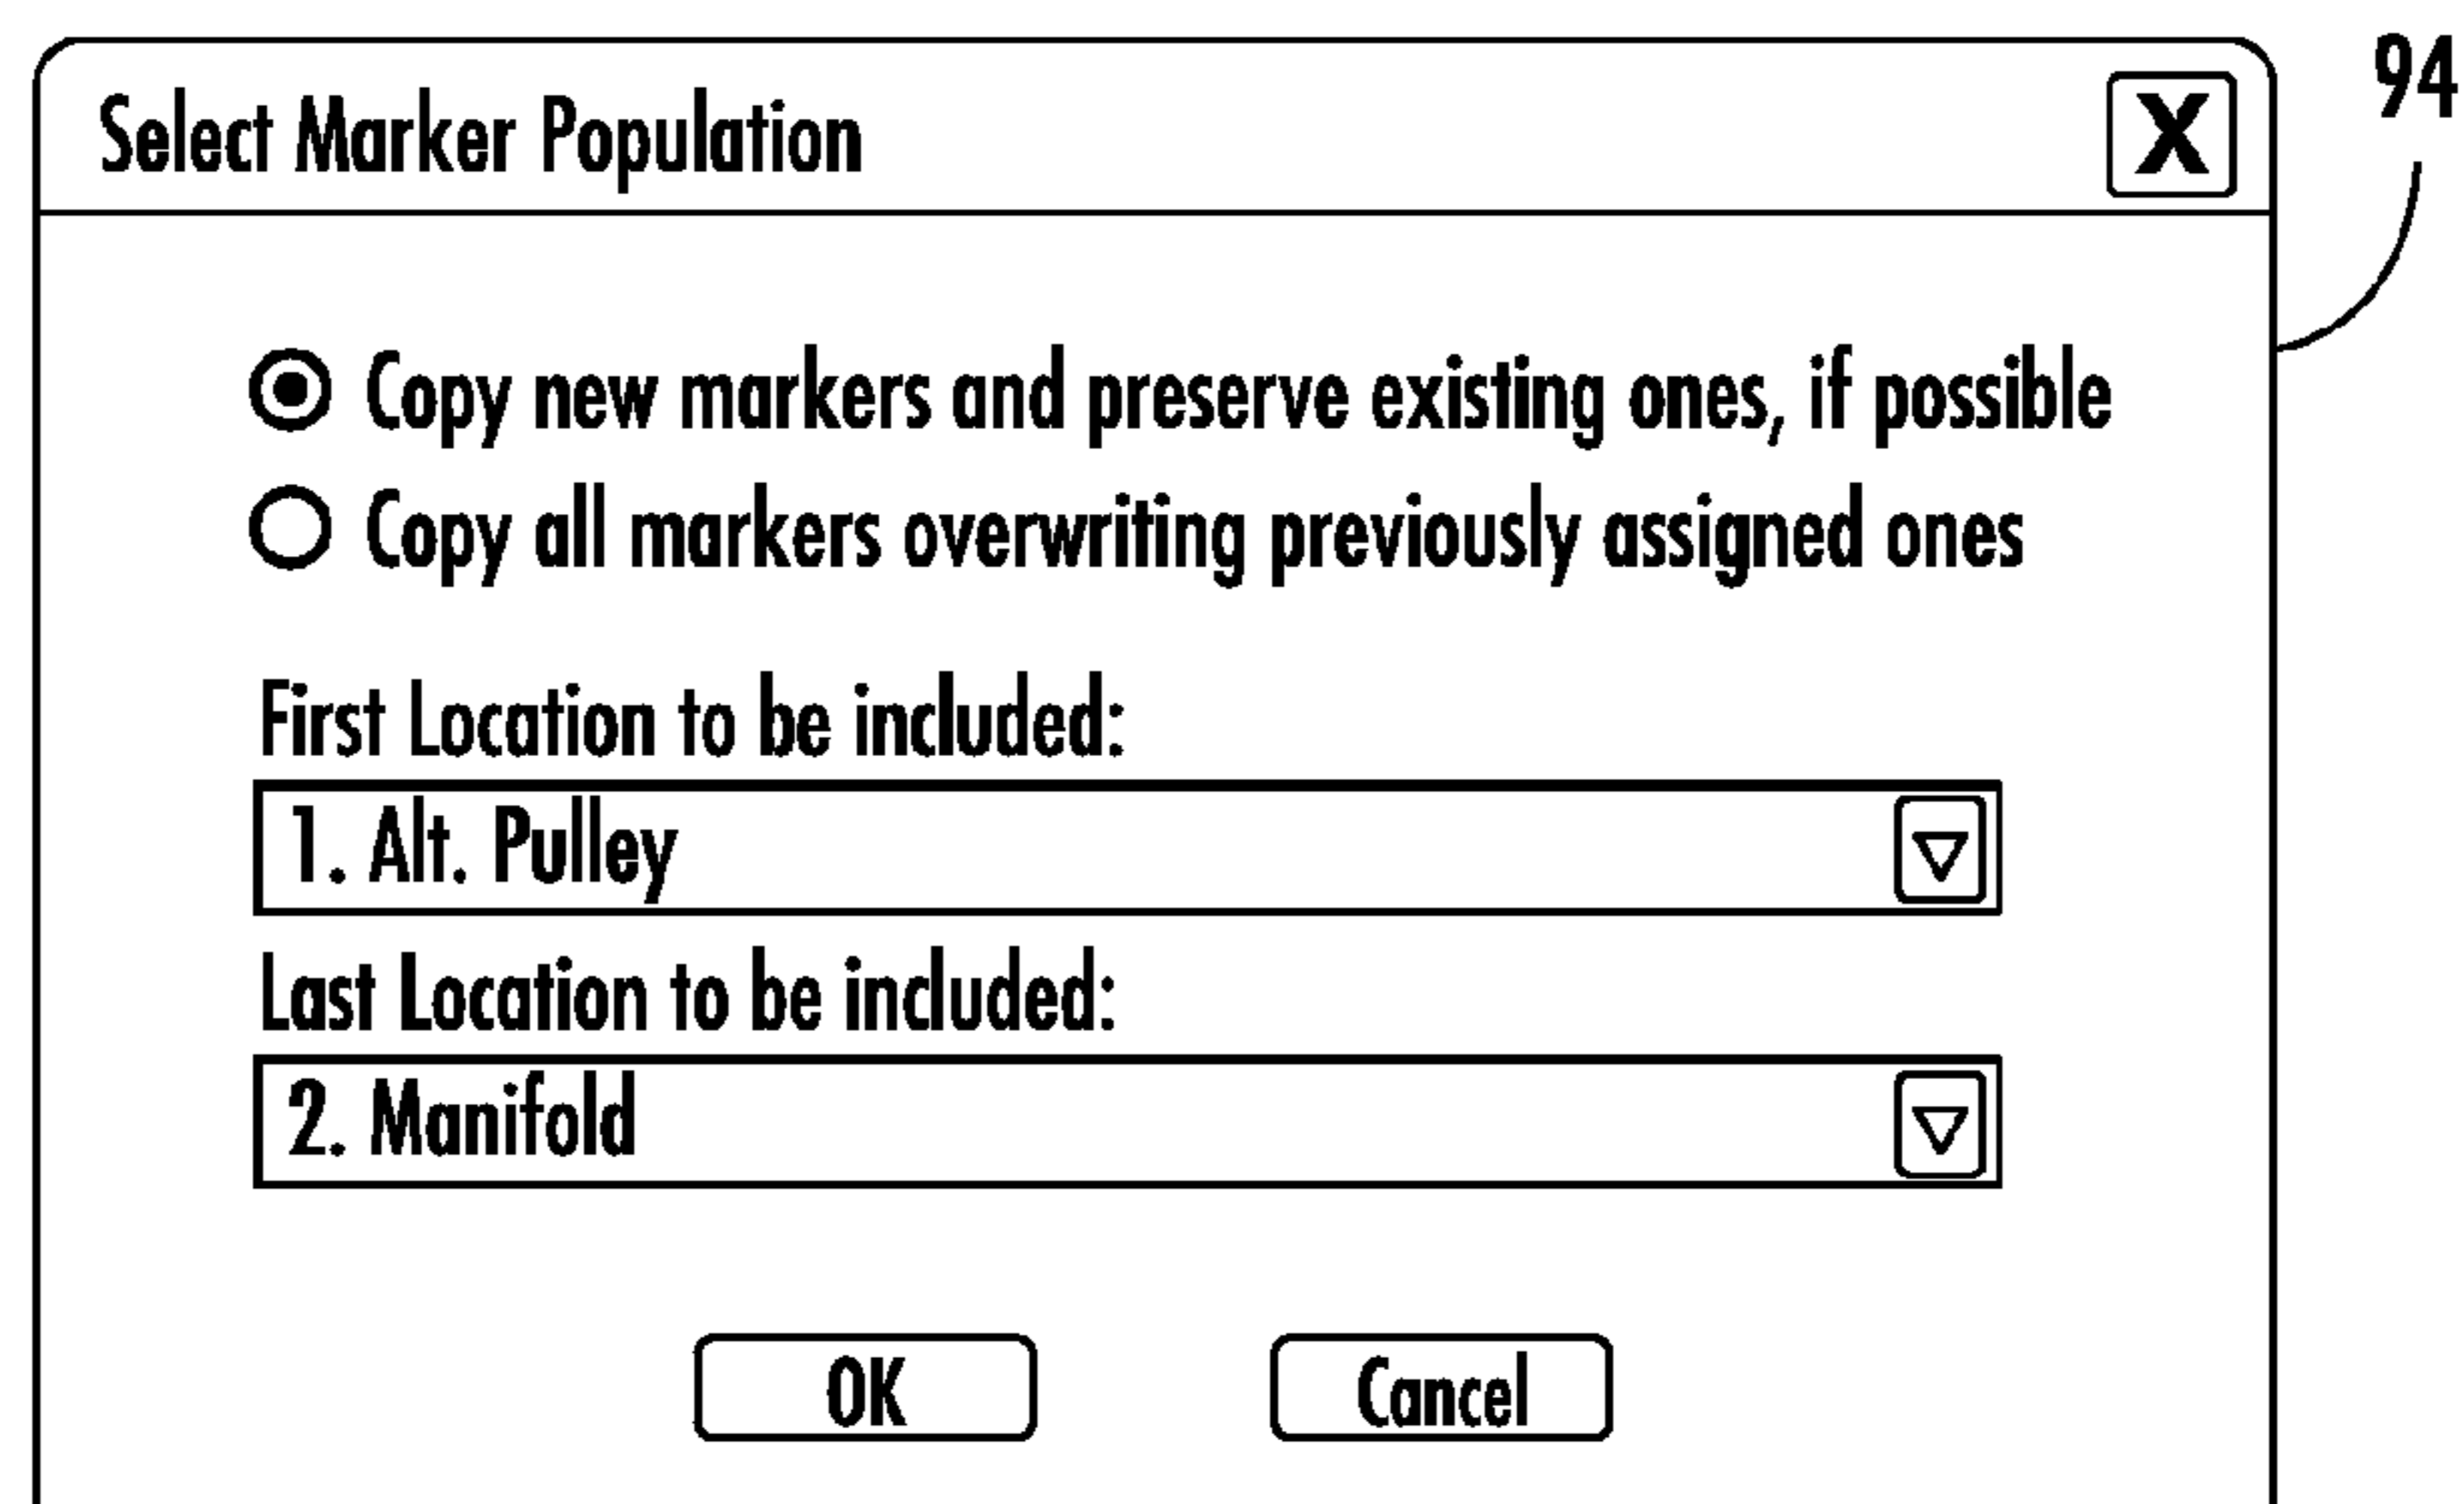 94
Select Marker Population X
Copy new markers and preserve existing ones, if possible
Copy all markers overwriting previously assigned ones
First Location to be included:
1. Alt. Pulley
Last Location to be included:
2. Manifold
OK Cancel